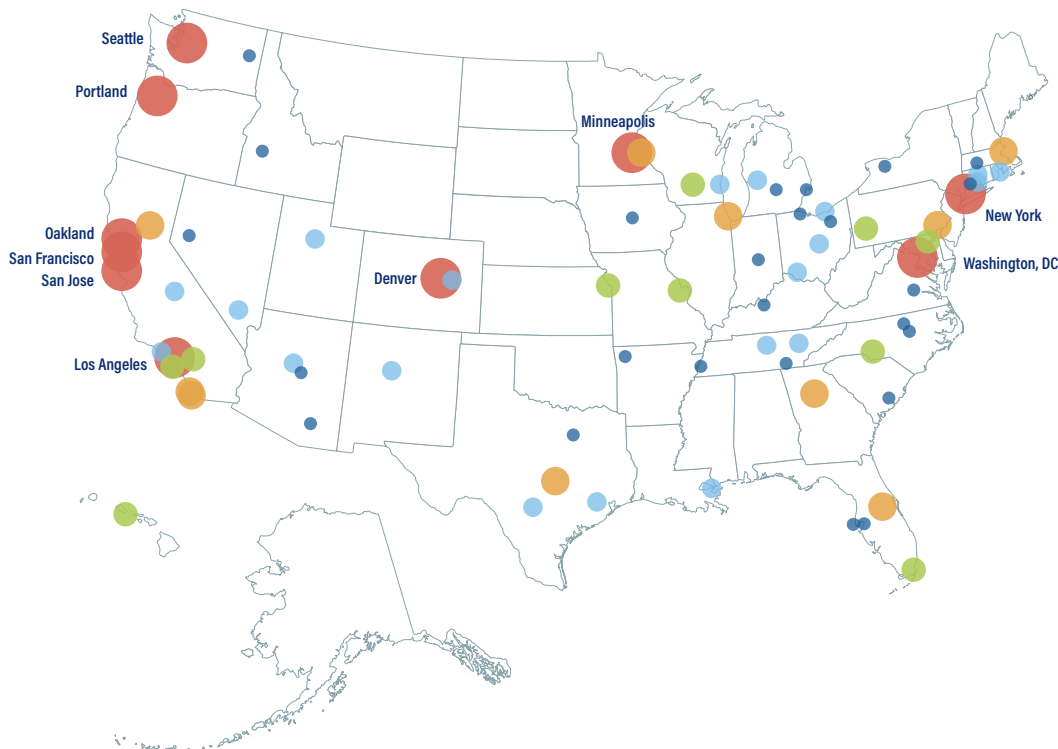 Seattle
Portland
Minneapolis
New York
Oakland
San Francisco
Washington, DC
San Jose
Denver
Los Angeles